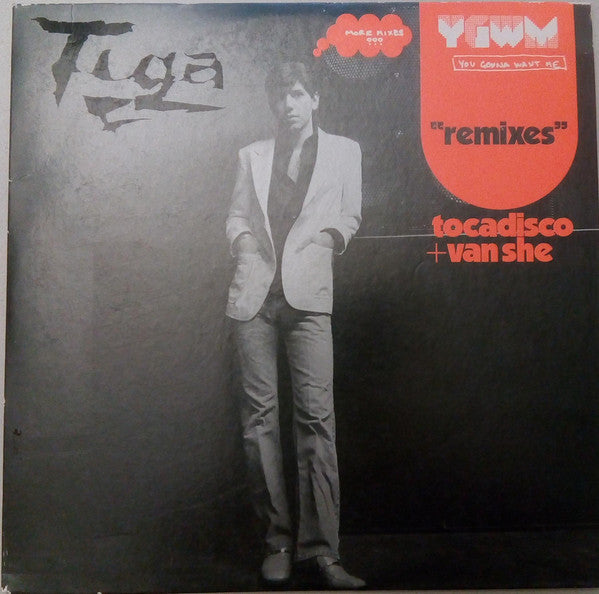 Tiga
MORE MIXES
YGWM
YOU GONNA WANT ME
"remixes"
tocadisco
+van she